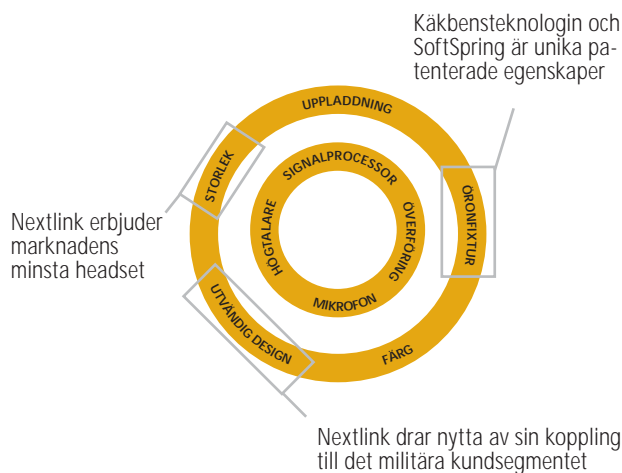 Käkbensteknologin och
SoftSpring är unika pa-
tenterade egenskaper
UPPLADDNING
STORLEK
SIGNALPROCESSOR
ÖRONFIXTUR
HÖGTALARE
ÖVERFÖRING
Nextlink erbjuder
marknadens
minsta headset
MIKROFON
UTVÄNDIG DESIGN
FÄRG
Nextlink drar nytta av sin koppling
till det militära kundsegmentet